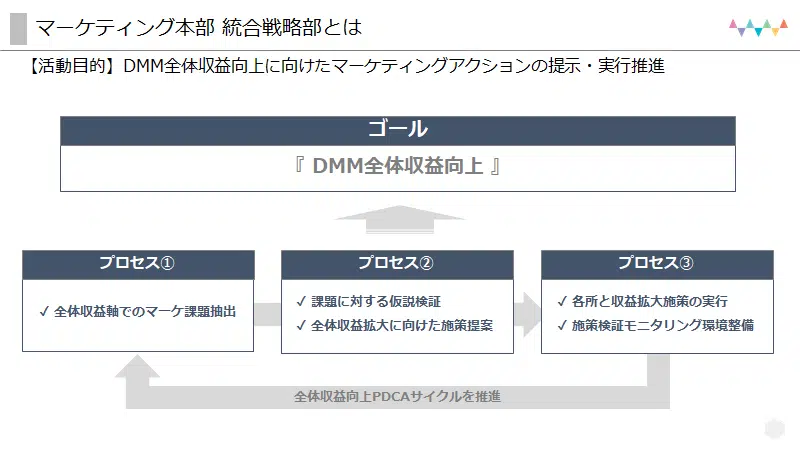 マーケティング本部 統合戦略部とは
【活動目的】DMM全体収益向上に向けたマーケティングアクションの提示・実行推進
ゴール
『 DMM全体収益向上 』
プロセス①
✓ 全体収益軸でのマーケ課題抽出
プロセス②
✓ 課題に対する仮説検証
✓ 全体収益拡大に向けた施策提案
プロセス③
✓ 各所と収益拡大施策の実行
✓ 施策検証モニタリング環境整備
全体収益向上PDCAサイクルを推進